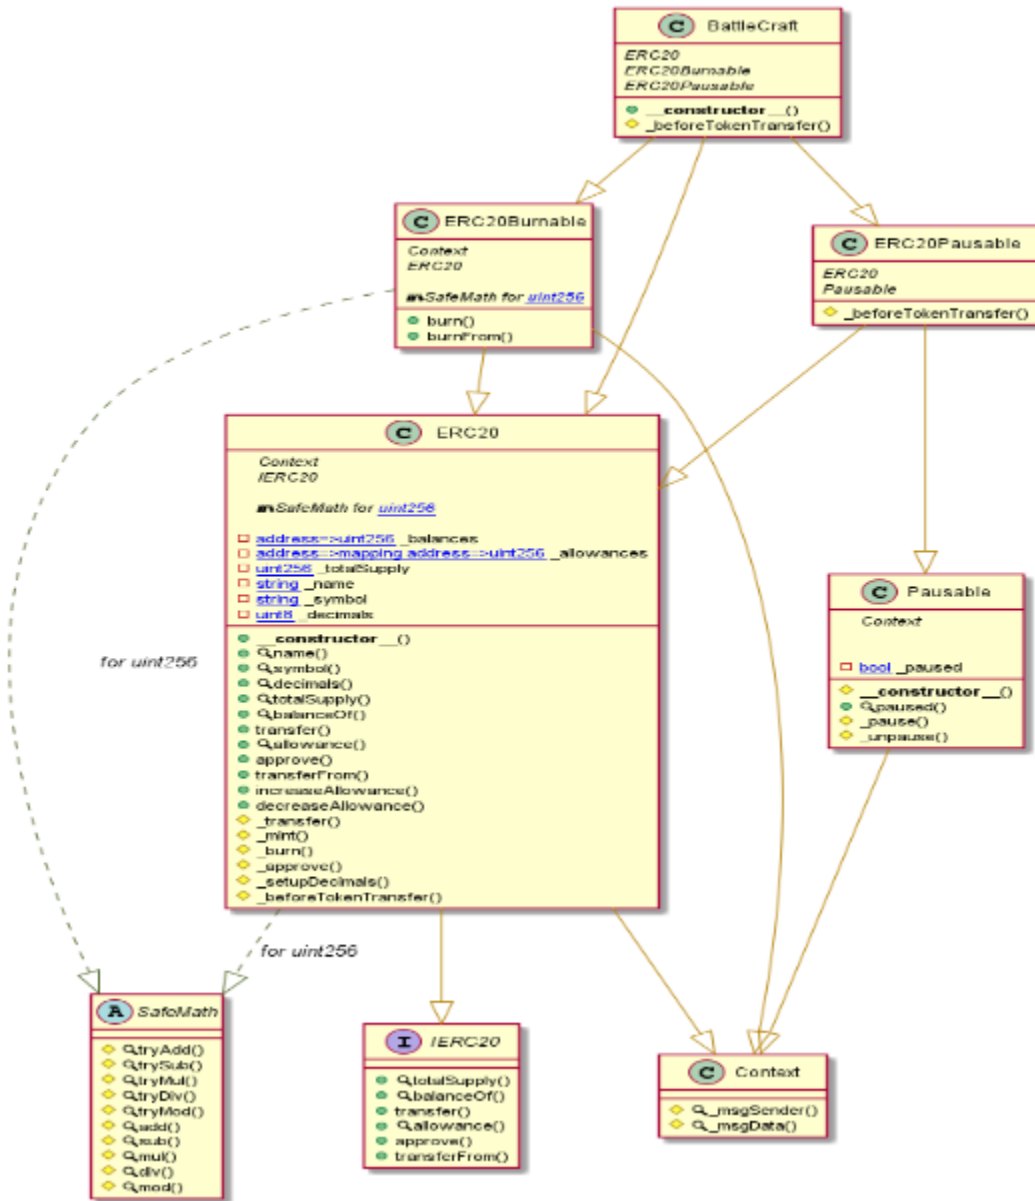 C BattleCraft
ERC20
ERC20Burnable
ERC20Pausable
__constructor__()
_beforeTokenTransfer()
C ERC20Burnable
Context
ERC20
SafeMath for uint256
burn()
burnFrom()
C ERC20Pausable
ERC20
Pausable
_beforeTokenTransfer()
C ERC20
Context
IERC20
SafeMath for uint256
address=>uint256 _balances
address=>mapping address=>uint256 _allowances
uint256 _totalSupply
string _name
string _symbol
uint8 _decimals
__constructor__()
name()
symbol()
decimals()
totalSupply()
balanceOf()
transfer()
allowance()
approve()
transferFrom()
increaseAllowance()
decreaseAllowance()
_transfer()
_mint()
_burn()
_approve()
_setupDecimals()
_beforeTokenTransfer()
C Pausable
Context
bool _paused
__constructor__()
paused()
_pause()
_unpause()
for uint256
for uint256
A SafeMath
tryAdd()
trySub()
tryMul()
tryDiv()
tryMod()
add()
sub()
mul()
div()
mod()
I IERC20
totalSupply()
balanceOf()
transfer()
allowance()
approve()
transferFrom()
C Context
_msgSender()
_msgData()